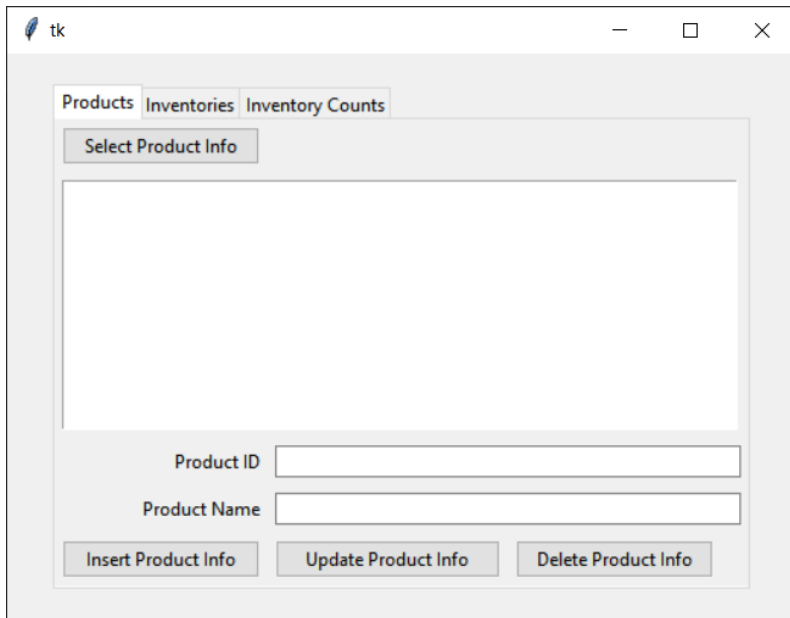 tk
Products Inventories Inventory Counts
Select Product Info
Product ID
Product Name
Insert Product Info Update Product Info Delete Product Info